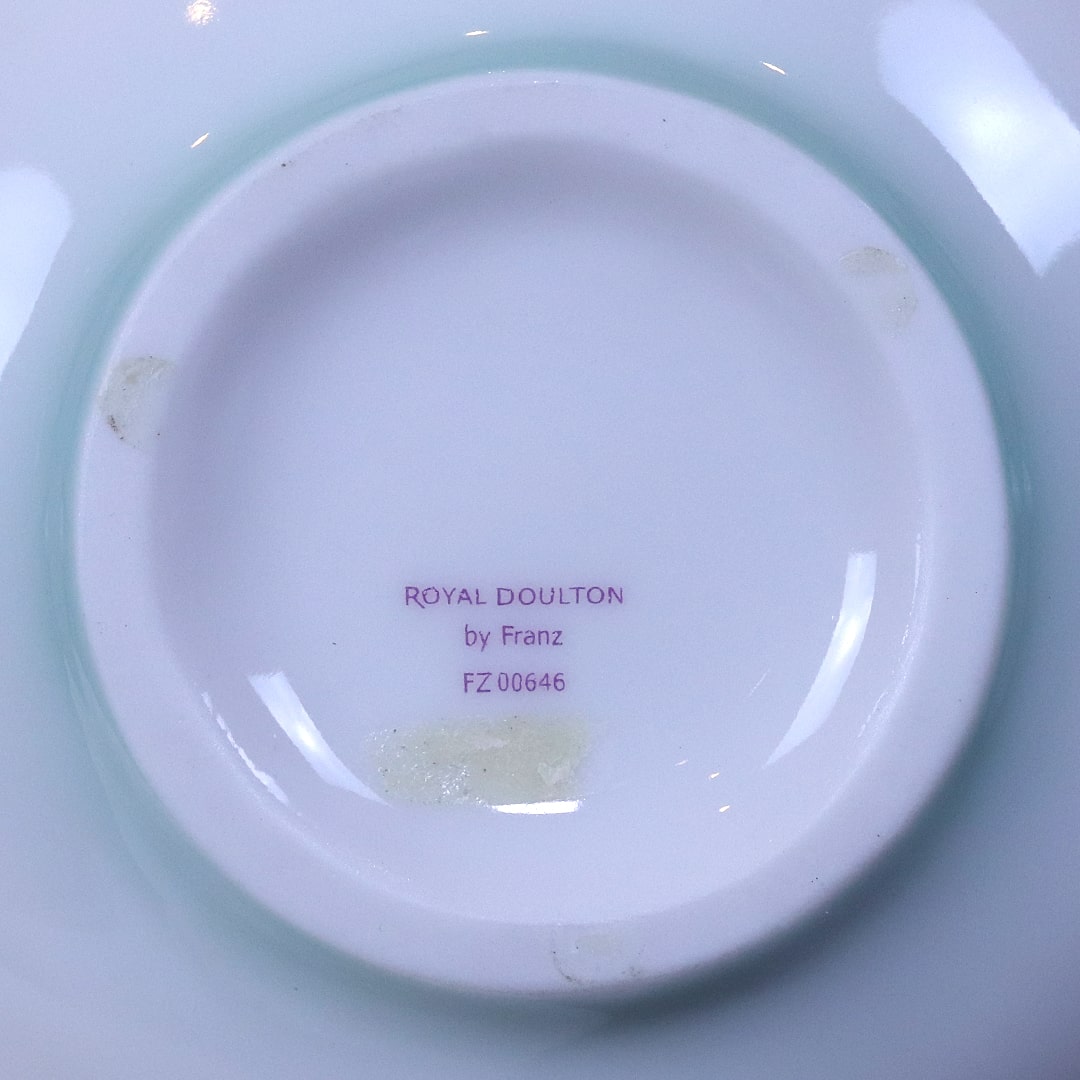 ROYAL DOULTON
by Franz
FZ 00646